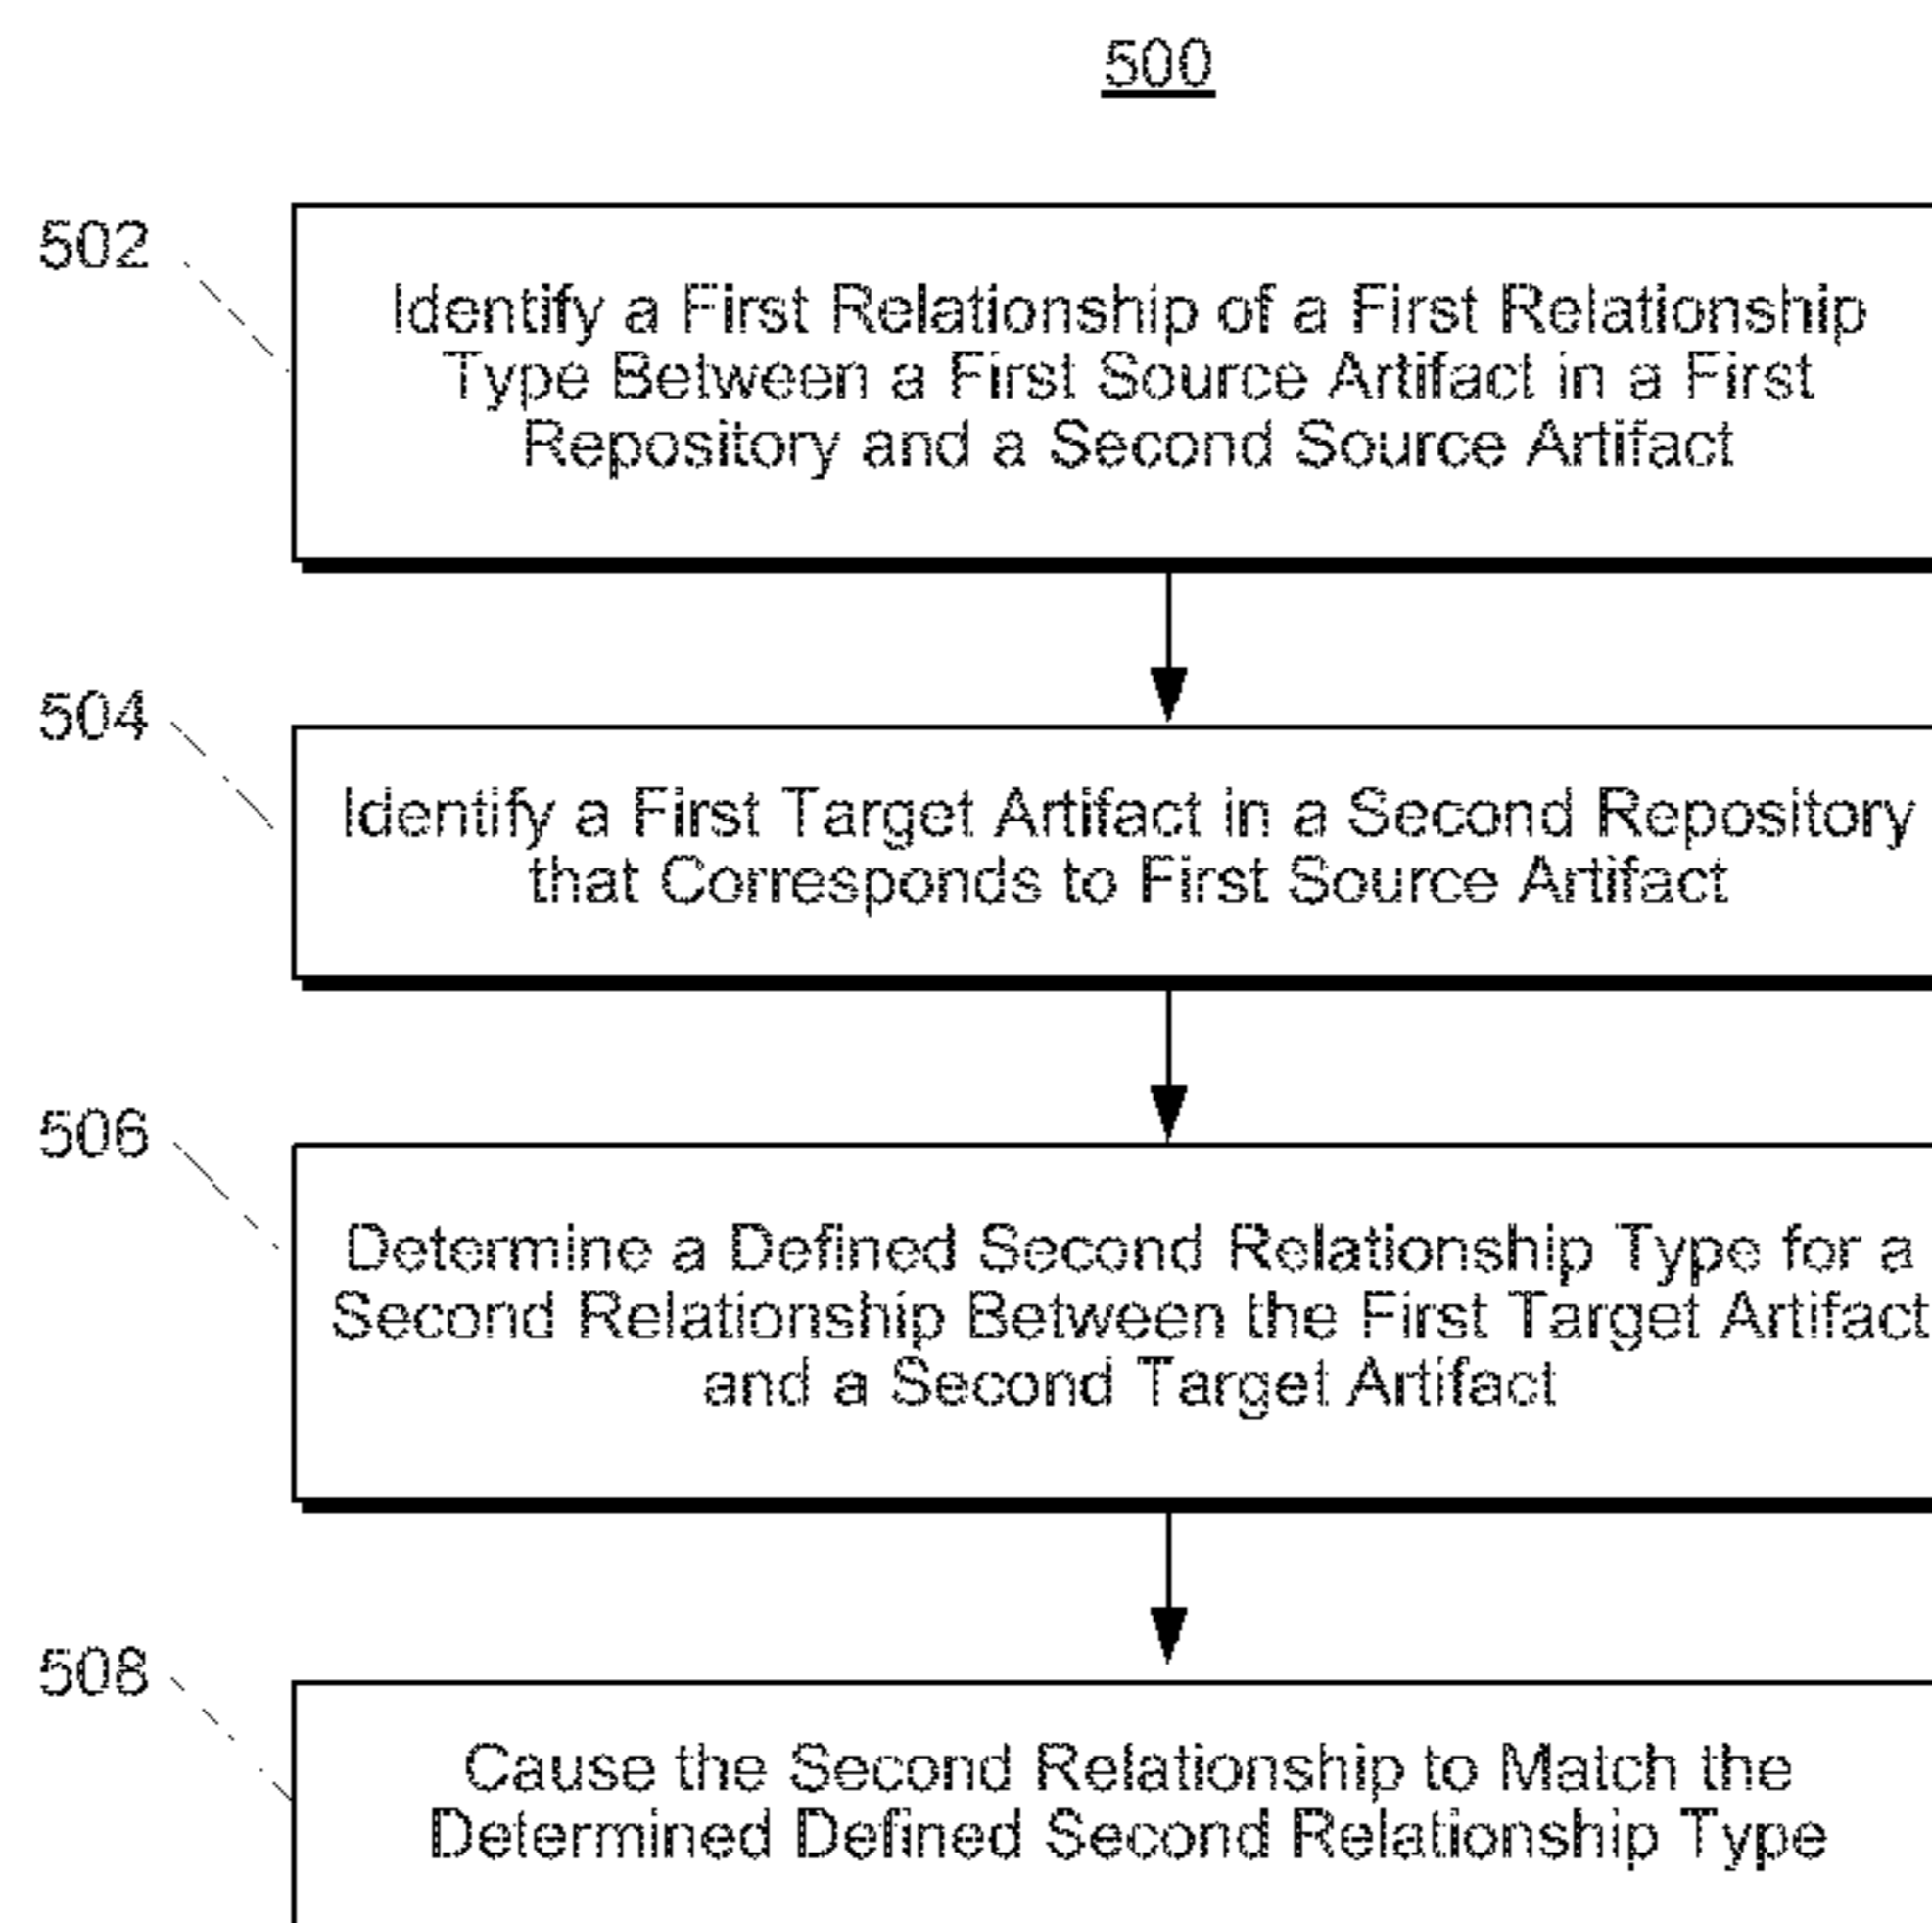 500
502
Identify a First Relationship of a First Relationship
Type Between a First Source Artifact in a First
Repository and a Second Source Artifact
504
Identify a First Target Artifact in a Second Repository
that Corresponds to First Source Artifact
506
Determine a Defined Second Relationship Type for a
Second Relationship Between the First Target Artifact
and a Second Target Artifact
508
Cause the Second Relationship to Match the
Determined Defined Second Relationship Type